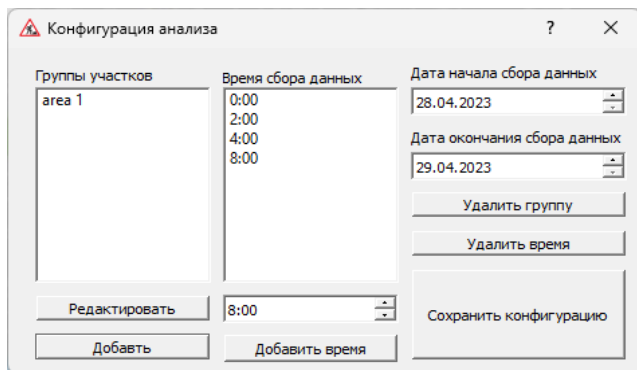 Конфигурация анализа
?
Группы участков
area 1
Время сбора данных
0:00
2:00
4:00
8:00
Дата начала сбора данных
28.04.2023
Дата окончания сбора данных
29.04.2023
Удалить группу
Удалить время
Редактировать
8:00
Сохранить конфигурацию
Добавть
Добавить время